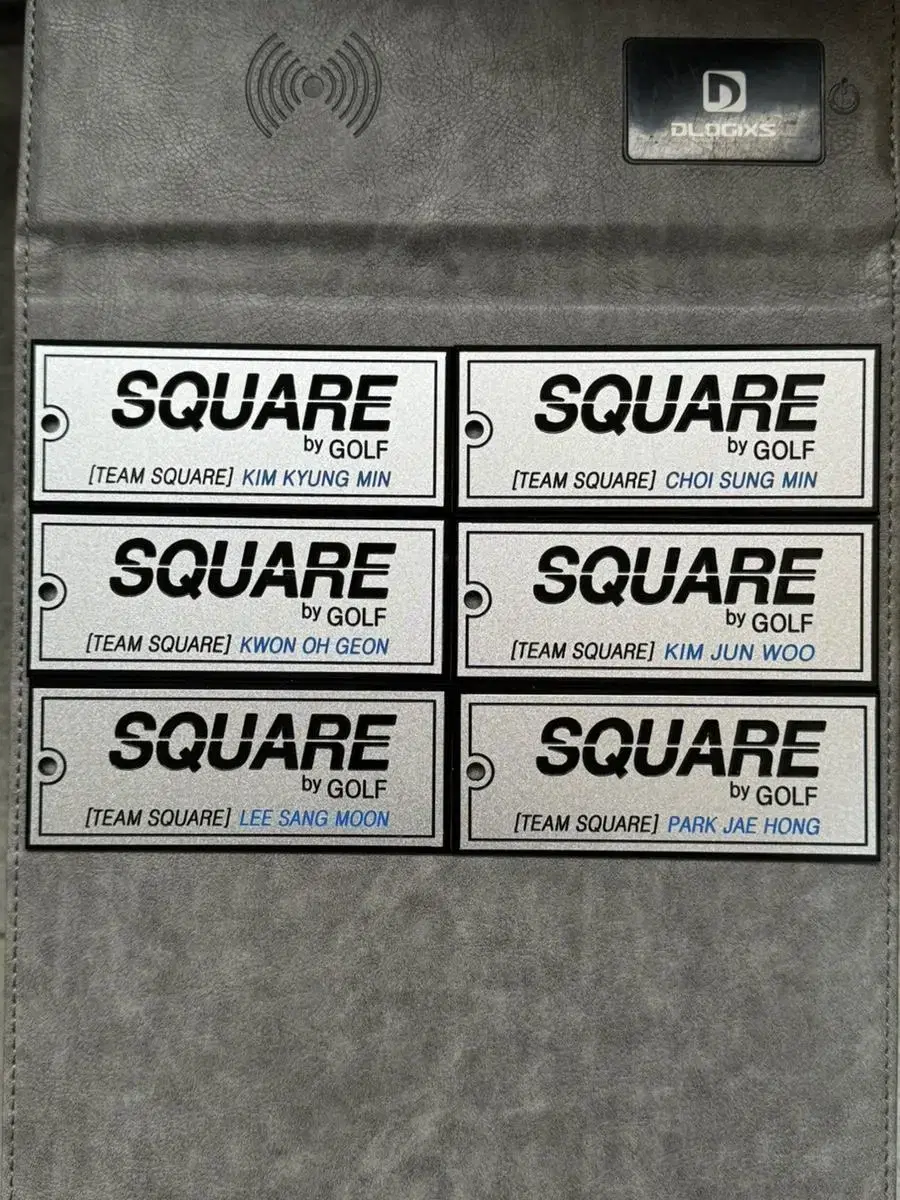 DLOGIXS
SQUARE
by GOLF
[TEAM SQUARE] KIM KYUNG MIN
SQUARE
by GOLF
[TEAM SQUARE] CHOI SUNG MIN
SQUARE
by GOLF
[TEAM SQUARE] KWON OH GEON
SQUARE
by GOLF
[TEAM SQUARE] KIM JUN WOO
SQUARE
by GOLF
[TEAM SQUARE] LEE SANG MOON
SQUARE
by GOLF
[TEAM SQUARE] PARK JAE HONG